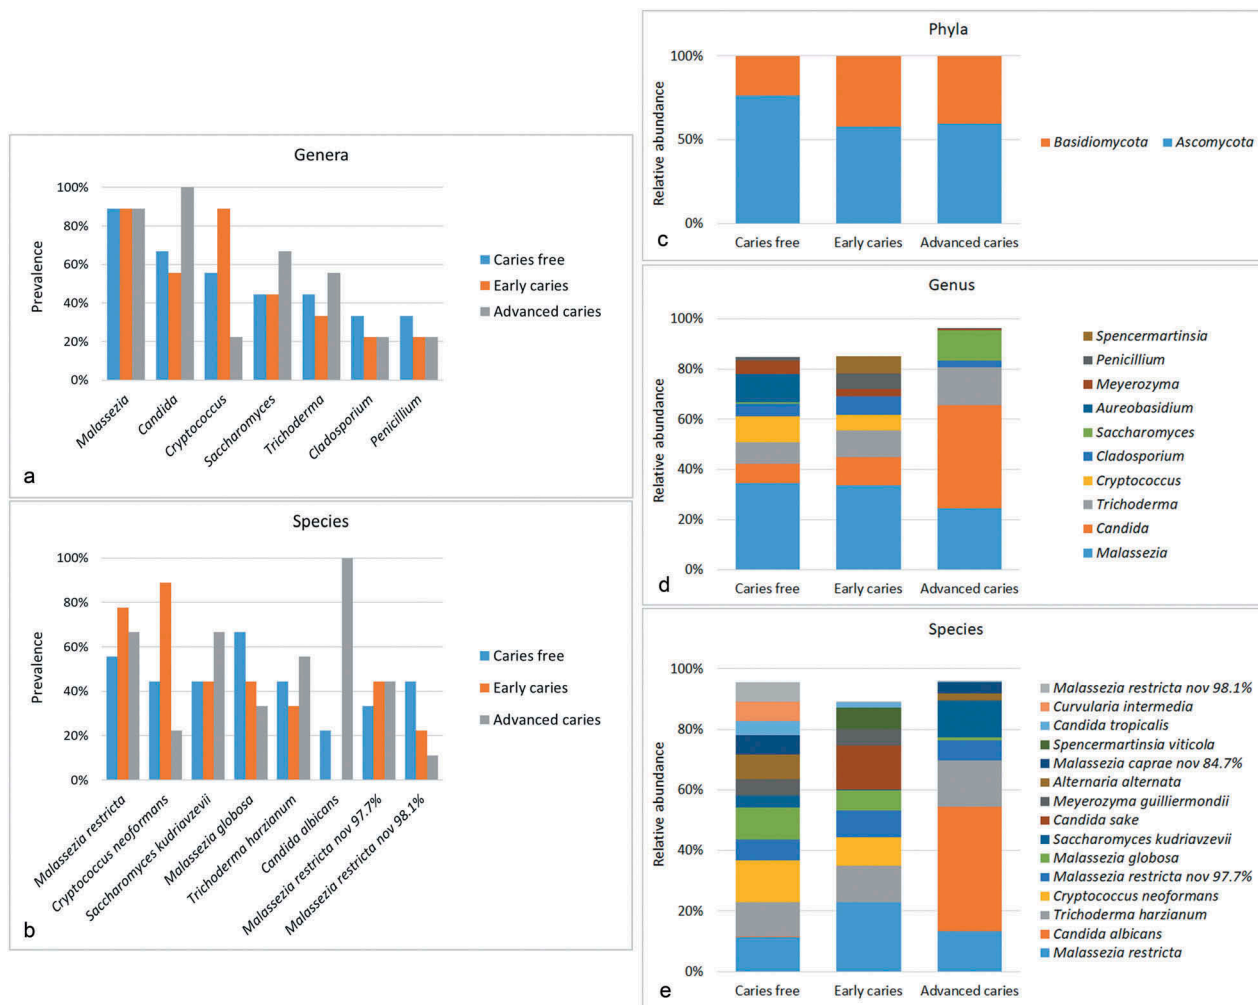 Genera
100%
80%
60%
40%
20%
0%
Prevalence
Malassezia
Candida
Cryptococcus
Saccharomyces
Trichoderma
Cladosporium
Penicillium
Caries free
Early caries
Advanced caries
a
Species
100%
80%
60%
40%
20%
0%
Prevalence
Malassezia restricta
Cryptococcus neoformans
Saccharomyces kudriavzevii
Malassezia globosa
Trichoderma harzianum
Candida albicans
Malassezia restricta nov 97.7%
Malassezia restricta nov 98.1%
Caries free
Early caries
Advanced caries
b
Phyla
100%
50%
0%
Relative abundance
Caries free Early caries Advanced caries
Basidiomycota Ascomycota
c
Genus
100%
80%
60%
40%
20%
0%
Relative abundance
Caries free Early caries Advanced caries
Spencermartinsia
Penicillium
Meyerozyma
Aureobasidium
Saccharomyces
Cladosporium
Cryptococcus
Trichoderma
Candida
Malassezia
d
Species
100%
80%
60%
40%
20%
0%
Relative abundance
Caries free Early caries Advanced caries
Malassezia restricta nov 98.1%
Curvularia intermedia
Candida tropicalis
Spencermartinsia viticola
Malassezia caprae nov 84.7%
Alternaria alternata
Meyerozyma guilliermondii
Candida sake
Saccharomyces kudriavzevii
Malassezia globosa
Malassezia restricta nov 97.7%
Cryptococcus neoformans
Trichoderma harzianum
Candida albicans
Malassezia restricta
e